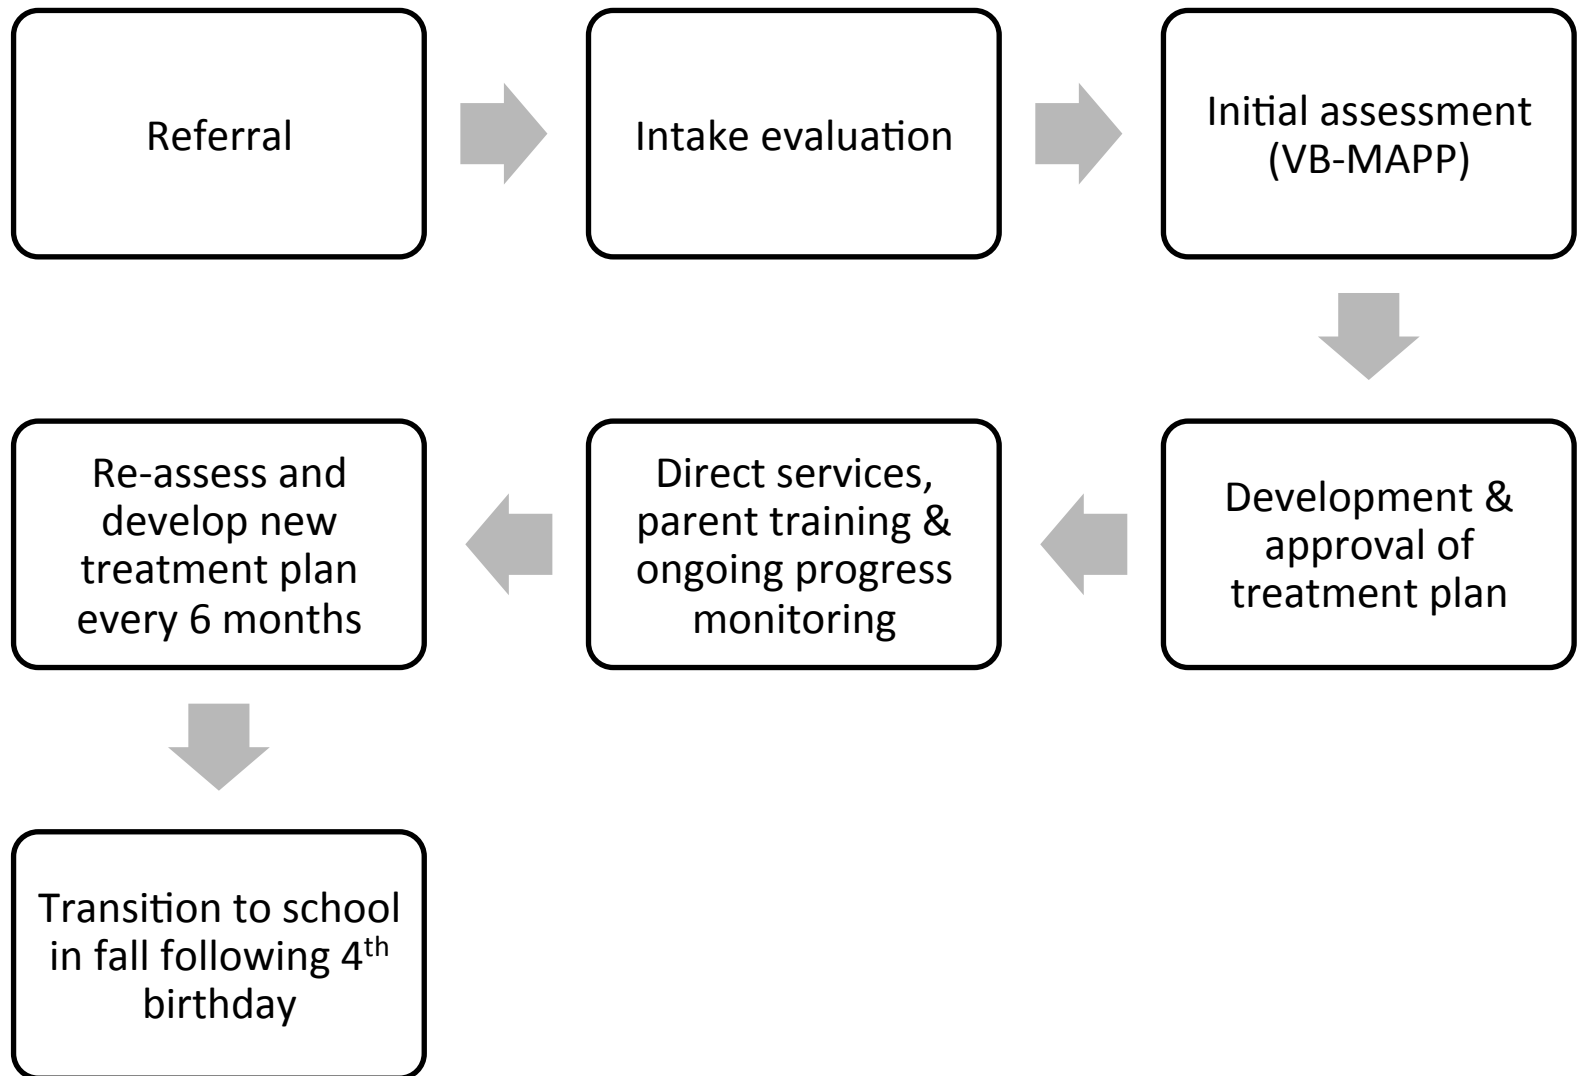 Referral
Intake evaluation
Initial assessment
(VB-MAPP)
Development &
approval of
treatment plan
Direct services,
parent training &
ongoing progress
monitoring
Re-assess and
develop new
treatment plan
every 6 months
Transition to school
in fall following 4th
birthday